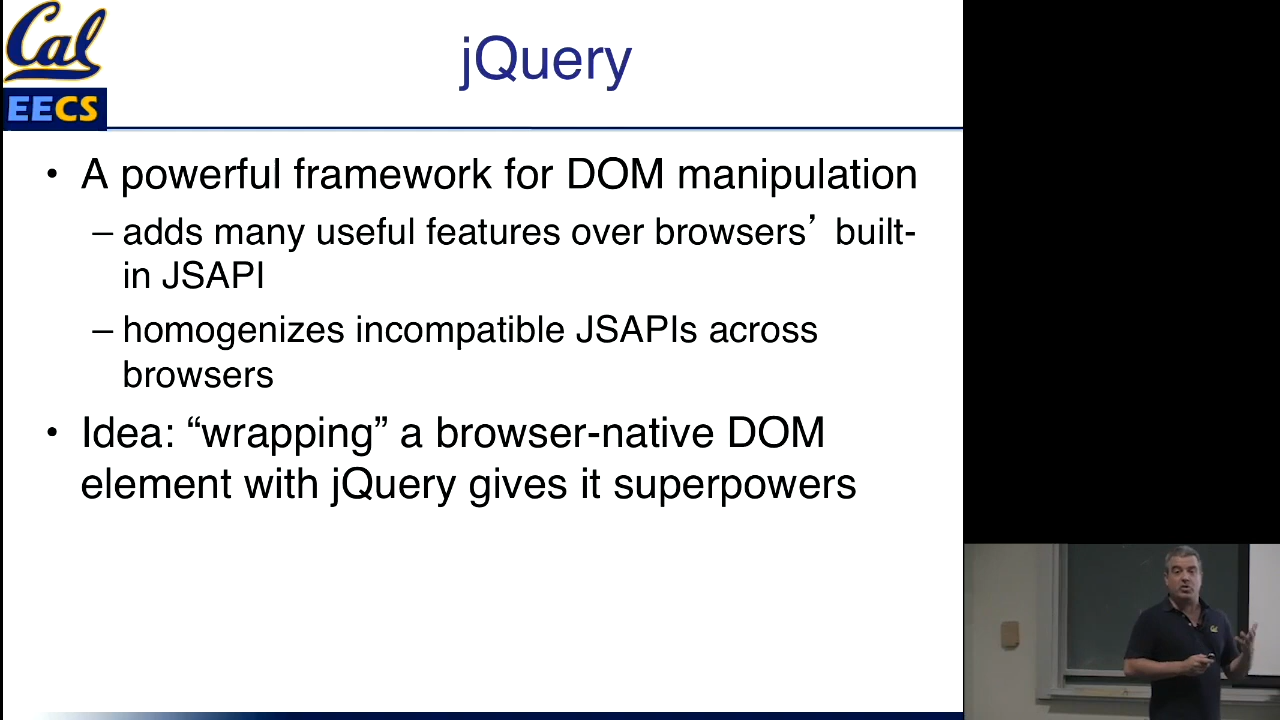 Cal
EECS
jQuery
• A powerful framework for DOM manipulation
– adds many useful features over browsers’ built-
in JSAPI
– homogenizes incompatible JSAPIs across
browsers
• Idea: “wrapping” a browser-native DOM
element with jQuery gives it superpowers
Cal